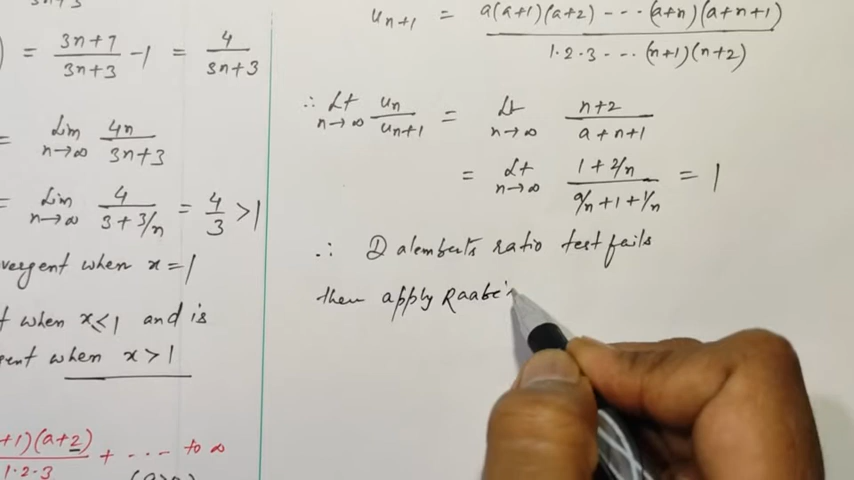 ) = (3n+7)/(3n+3) - 1 = 4/(3n+3)
= Lim n→∞ 4n/(3n+3)
= Lim n→∞ 4/(3+3/n) = 4/3 > 1
vergent when x = 1
t when x < 1 and is
gent when x > 1
+1)(a+2)/1·2·3 + --- to ∞
u_{n+1} = a(a+1)(a+2) --- (a+n)(a+n+1)/1·2·3 --- (n+1)(n+2)
∴ Lt n→∞ u_n/u_{n+1} = Lt n→∞ (n+2)/(a+n+1)
= Lt n→∞ (1+2/n)/(a/n+1+1/n) = 1
∴ D alemberts ratio test fails
then apply Raabe's